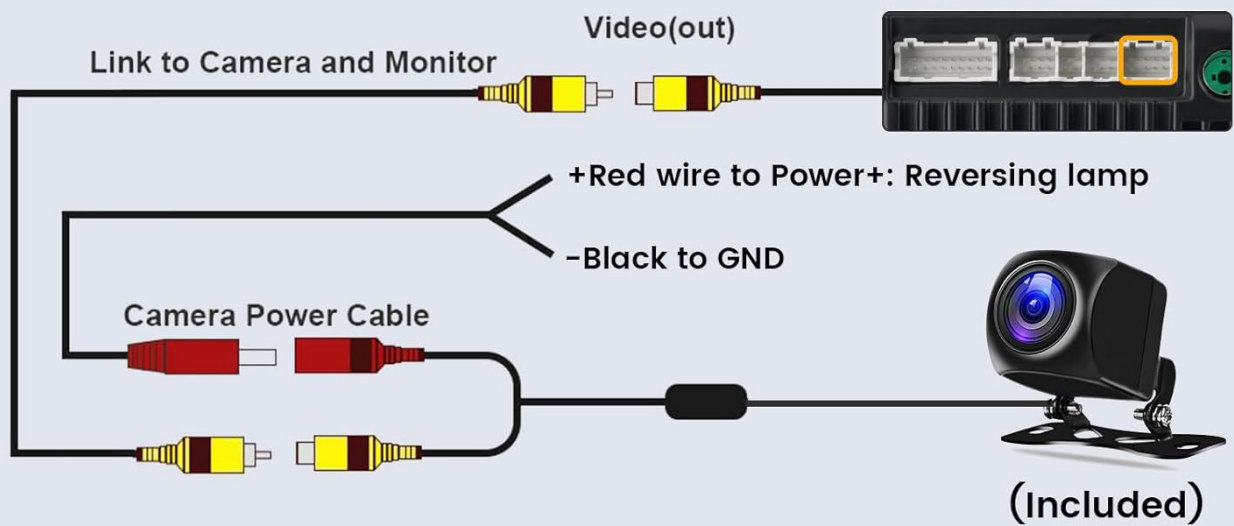 Video(out)
Link to Camera and Monitor
+Red wire to Power+: Reversing lamp
-Black to GND
Camera Power Cable
(Included)